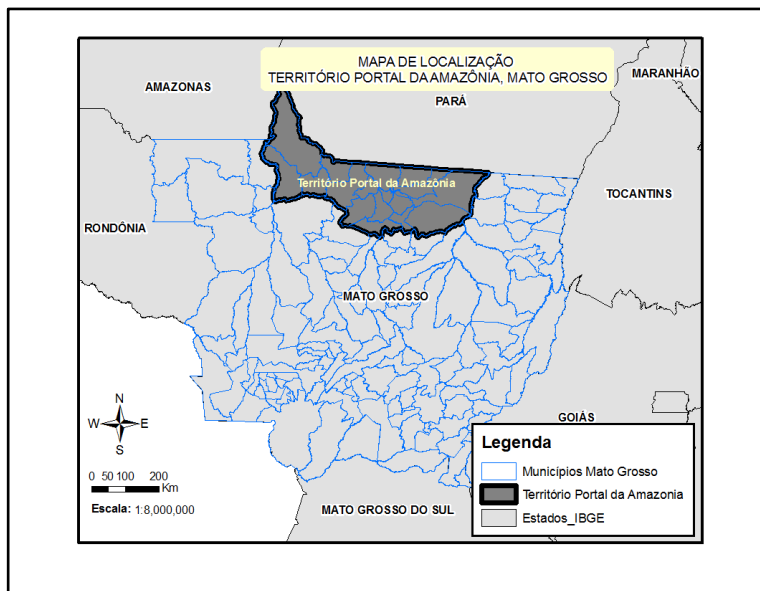 MAPA DE LOCALIZAÇÃO
TERRITÓRIO PORTAL DA AMAZÔNIA, MATO GROSSO
MARANHÃO
AMAZONAS
PARÁ
Território Portal da Amazônia
TOCANTINS
RONDÔNIA
MATO GROSSO
GOIÁS
MATO GROSSO DO SUL
N
W E
S
0 50 100 200
Km
Escala: 1:8,000,000
Legenda
Municípios Mato Grosso
Território Portal da Amazonia
Estados_IBGE